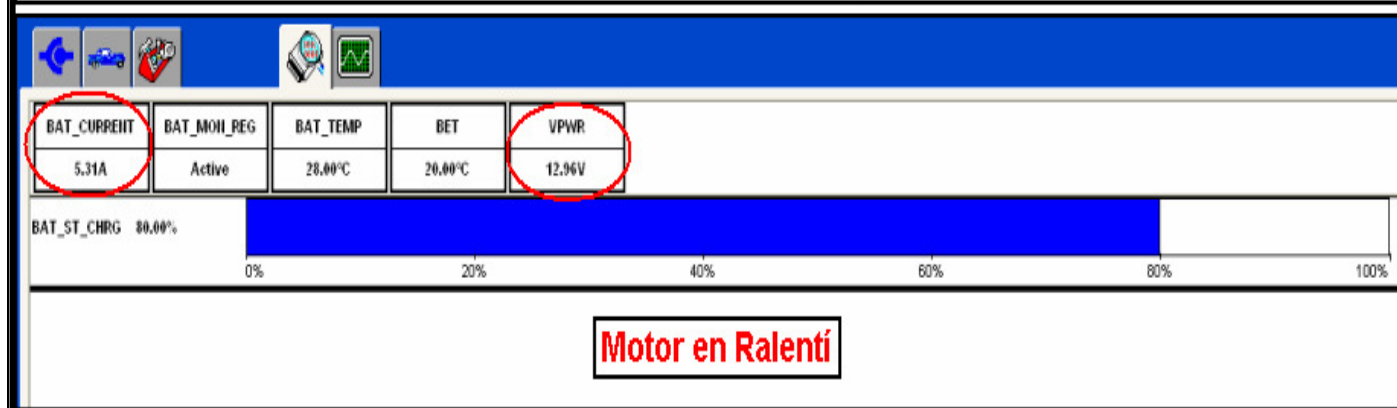 BAT_CURRENT BAT_MON_REG BAT_TEMP BET VPWR
5.31A Active 28.00°C 20.00°C 12.96V
BAT_ST_CHRG 80.00%
0% 20% 40% 60% 80% 100%
Motor en Ralentí